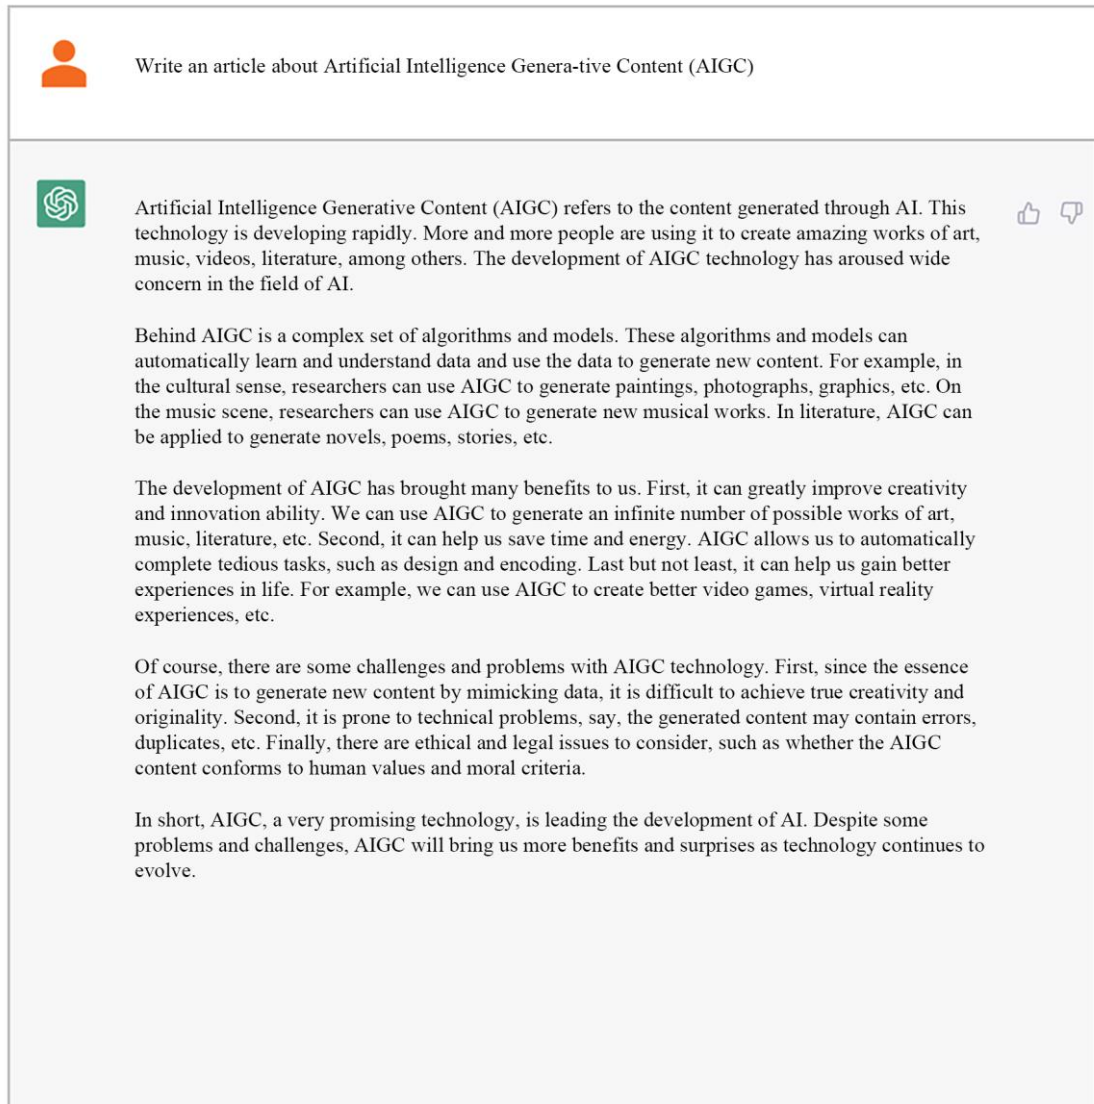 Write an article about Artificial Intelligence Genera-tive Content (AIGC)
Artificial Intelligence Generative Content (AIGC) refers to the content generated through AI. This
technology is developing rapidly. More and more people are using it to create amazing works of art,
music, videos, literature, among others. The development of AIGC technology has aroused wide
concern in the field of AI.
Behind AIGC is a complex set of algorithms and models. These algorithms and models can
automatically learn and understand data and use the data to generate new content. For example, in
the cultural sense, researchers can use AIGC to generate paintings, photographs, graphics, etc. On
the music scene, researchers can use AIGC to generate new musical works. In literature, AIGC can
be applied to generate novels, poems, stories, etc.
The development of AIGC has brought many benefits to us. First, it can greatly improve creativity
and innovation ability. We can use AIGC to generate an infinite number of possible works of art,
music, literature, etc. Second, it can help us save time and energy. AIGC allows us to automatically
complete tedious tasks, such as design and encoding. Last but not least, it can help us gain better
experiences in life. For example, we can use AIGC to create better video games, virtual reality
experiences, etc.
Of course, there are some challenges and problems with AIGC technology. First, since the essence
of AIGC is to generate new content by mimicking data, it is difficult to achieve true creativity and
originality. Second, it is prone to technical problems, say, the generated content may contain errors,
duplicates, etc. Finally, there are ethical and legal issues to consider, such as whether the AIGC
content conforms to human values and moral criteria.
In short, AIGC, a very promising technology, is leading the development of AI. Despite some
problems and challenges, AIGC will bring us more benefits and surprises as technology continues to
evolve.